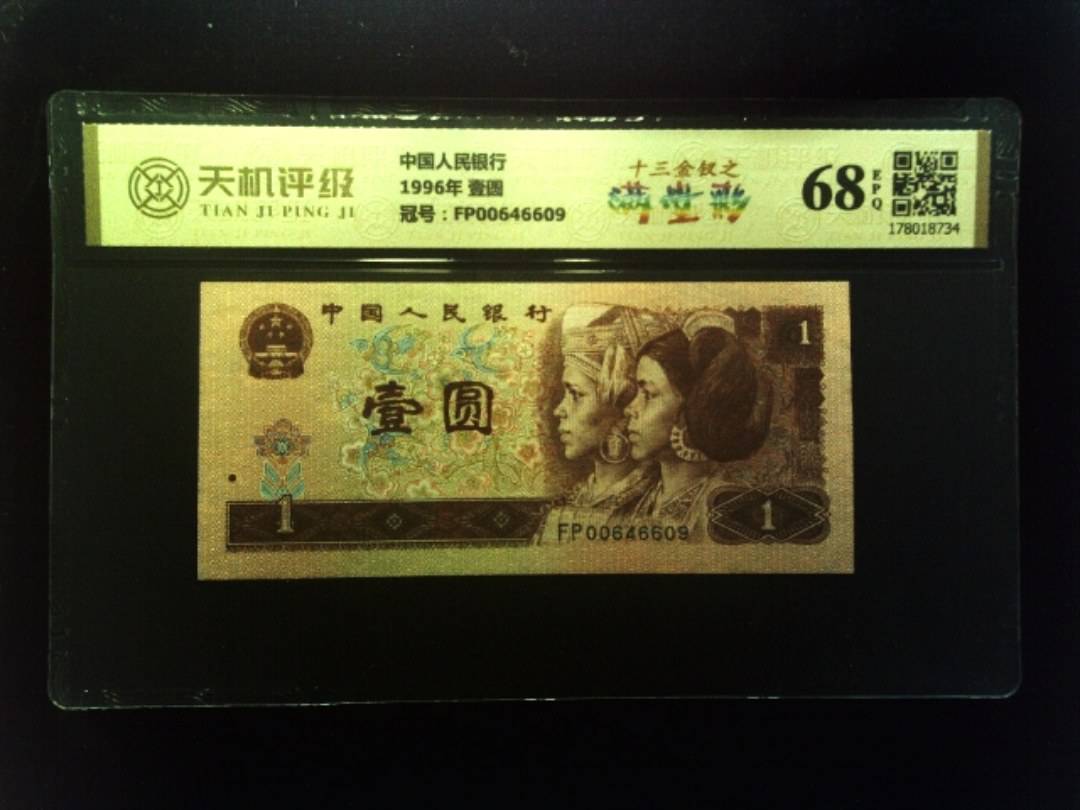 天机评级
TIAN JI PING JI
中国人民银行
1996年 壹圆
冠号：FP00646609
十三金钗之
满堂彩
68
EPQ
178018734
中国人民银行
1
壹圆
1
FP00646609
1